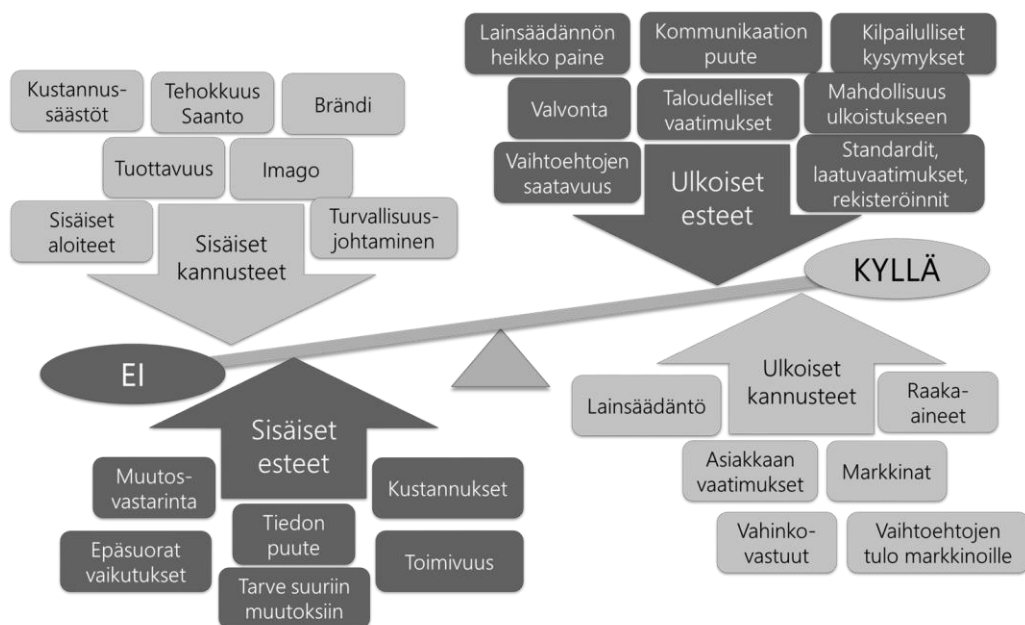 Kustannus-
säästöt
Tehokkuus
Saanto
Brändi
Tuottavuus
Imago
Sisäiset
aloitteet
Turvallisuus-
johtaminen
Sisäiset
kannusteet
Lainsäädännön
heikko paine
Kommunikaation
puute
Kilpailulliset
kysymykset
Valvonta
Taloudelliset
vaatimukset
Mahdollisuus
ulkoistukseen
Vaihtoehtojen
saatavuus
Standardit,
laatuvaatimukset,
rekisteröinnit
Ulkoiset
esteet
KYLLÄ
EI
Sisäiset
esteet
Muutos-
vastarinta
Kustannukset
Tiedon
puute
Epäsuorat
vaikutukset
Toimivuus
Tarve suuriin
muutoksiin
Ulkoiset
kannusteet
Lainsäädäntö
Raaka-
aineet
Asiakkaan
vaatimukset
Markkinat
Vahinko-
vastuut
Vaihtoehtojen
tulo markkinoille